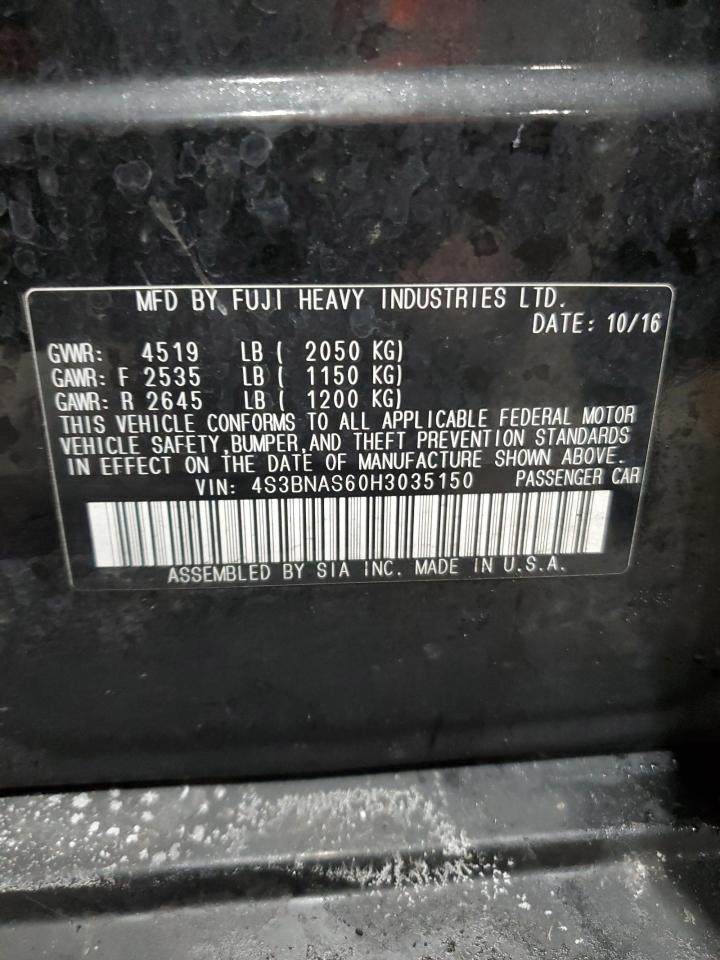 MFD BY FUJI HEAVY INDUSTRIES LTD.
DATE: 10/16
GVWR: 4519 LB ( 2050 KG)
GAWR: F 2535 LB ( 1150 KG)
GAWR: R 2645 LB ( 1200 KG)
THIS VEHICLE CONFORMS TO ALL APPLICABLE FEDERAL MOTOR
VEHICLE SAFETY,BUMPER,AND THEFT PREVENTION STANDARDS
IN EFFECT ON THE DATE OF MANUFACTURE SHOWN ABOVE.
VIN: 4S3BNAS60H3035150 PASSENGER CAR
ASSEMBLED BY SIA INC. MADE IN U.S.A.